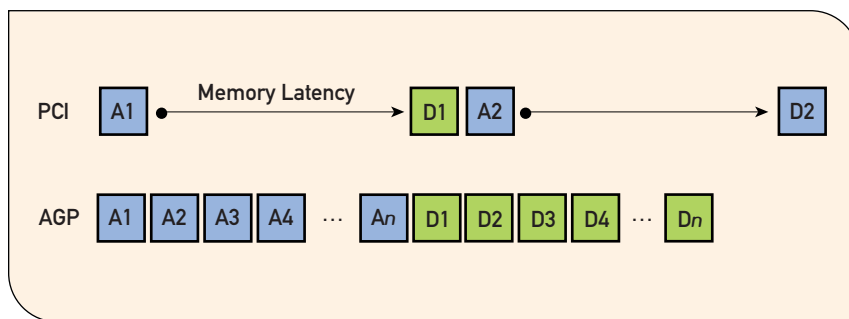 Memory Latency
PCI A1 D1 A2 D2
AGP A1 A2 A3 A4 ... An D1 D2 D3 D4 ... Dn